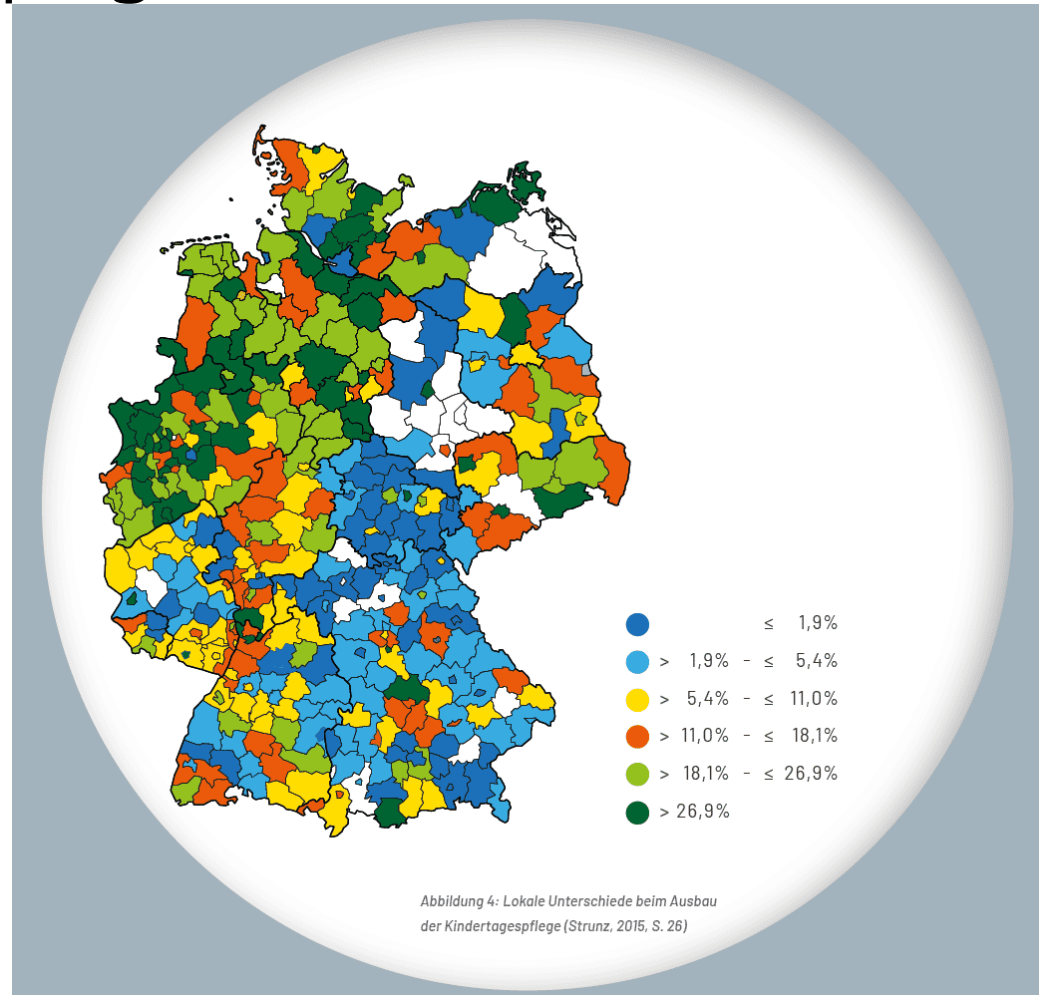 ≤ 1,9%
> 1,9% - ≤ 5,4%
> 5,4% - ≤ 11,0%
> 11,0% - ≤ 18,1%
> 18,1% - ≤ 26,9%
> 26,9%
Abbildung 4: Lokale Unterschiede beim Ausbau
der Kindertagespflege (Strunz, 2015, S. 26)